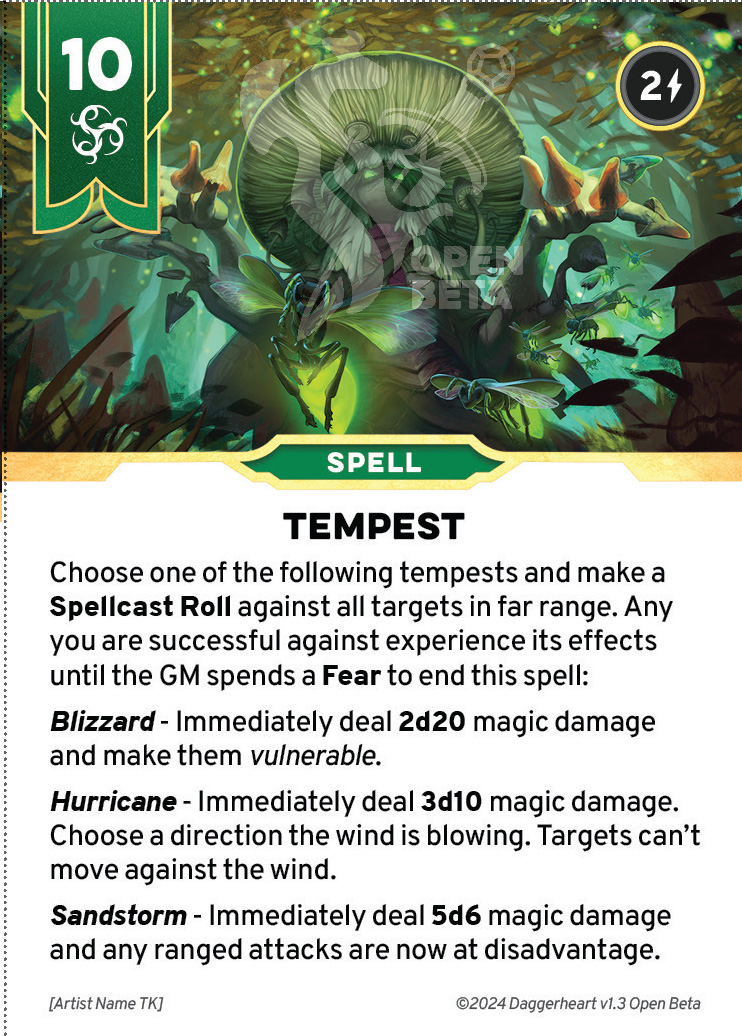 10
2
OPEN
BETA
SPELL
TEMPEST
Choose one of the following tempests and make a
Spellcast Roll against all targets in far range. Any
you are successful against experience its effects
until the GM spends a Fear to end this spell:
Blizzard - Immediately deal 2d20 magic damage
and make them vulnerable.
Hurricane - Immediately deal 3d10 magic damage.
Choose a direction the wind is blowing. Targets can’t
move against the wind.
Sandstorm - Immediately deal 5d6 magic damage
and any ranged attacks are now at disadvantage.
[Artist Name TK]
©2024 Daggerheart v1.3 Open Beta